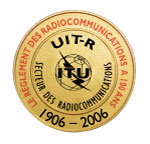 LE RÈGLEMENT DES RADIOCOMMUNICATIONS A 100 ANS
UIT-R
ITU
SECTEUR DES RADIOCOMMUNICATIONS
1906 - 2006